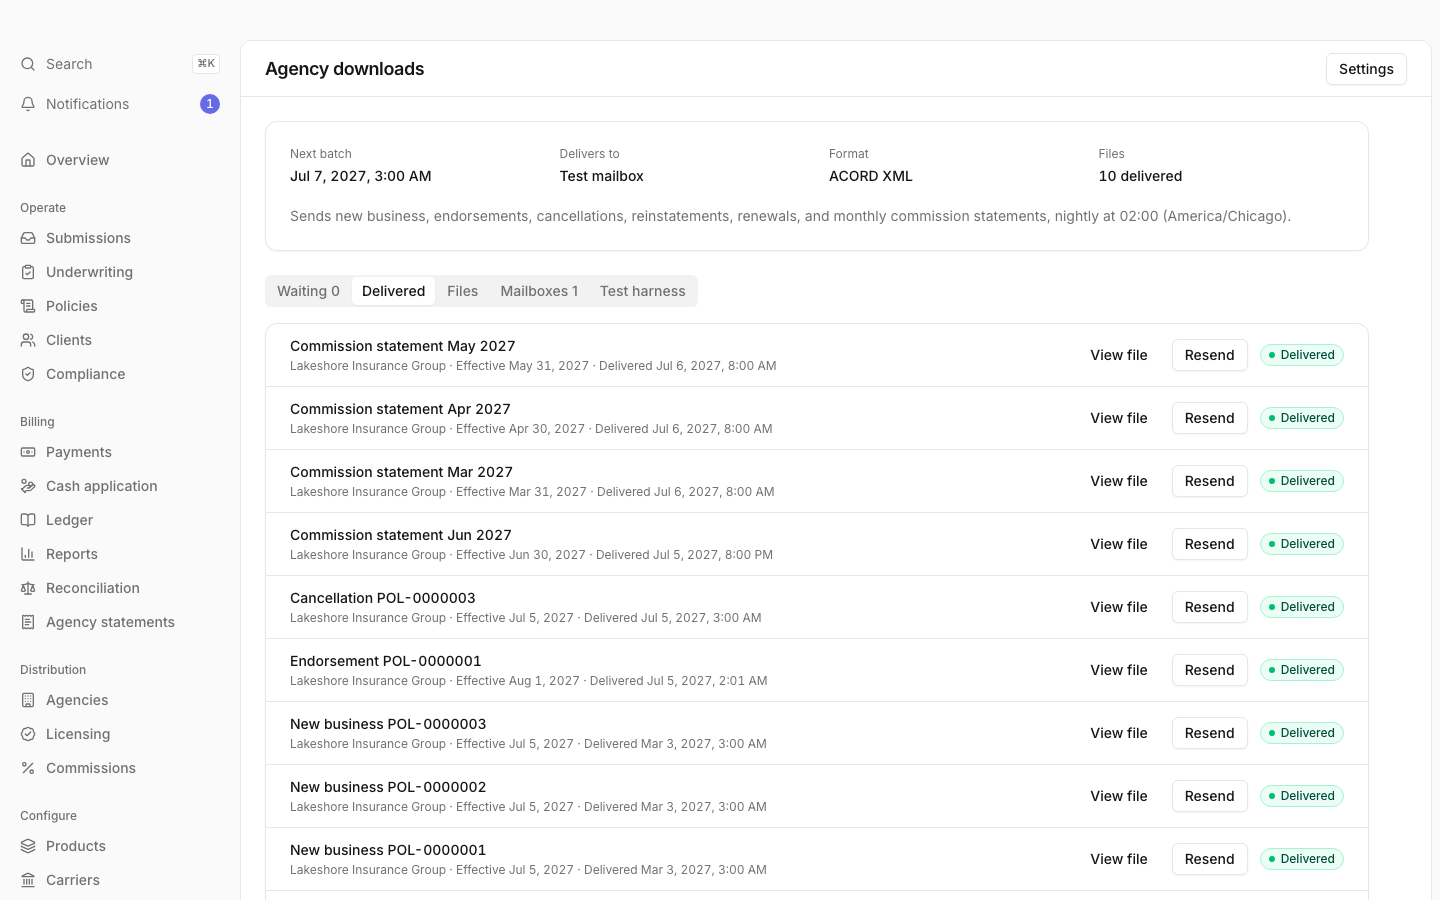 Search ⌘K
Notifications 1
Overview
Operate
Submissions
Underwriting
Policies
Clients
Compliance
Billing
Payments
Cash application
Ledger
Reports
Reconciliation
Agency statements
Distribution
Agencies
Licensing
Commissions
Configure
Products
Carriers
Agency downloads
Settings
Next batch
Jul 7, 2027, 3:00 AM
Delivers to
Test mailbox
Format
ACORD XML
Files
10 delivered
Sends new business, endorsements, cancellations, reinstatements, renewals, and monthly commission statements, nightly at 02:00 (America/Chicago).
Waiting 0 Delivered Files Mailboxes 1 Test harness
Commission statement May 2027
Lakeshore Insurance Group · Effective May 31, 2027 · Delivered Jul 6, 2027, 8:00 AM
View file Resend Delivered
Commission statement Apr 2027
Lakeshore Insurance Group · Effective Apr 30, 2027 · Delivered Jul 6, 2027, 8:00 AM
View file Resend Delivered
Commission statement Mar 2027
Lakeshore Insurance Group · Effective Mar 31, 2027 · Delivered Jul 6, 2027, 8:00 AM
View file Resend Delivered
Commission statement Jun 2027
Lakeshore Insurance Group · Effective Jun 30, 2027 · Delivered Jul 5, 2027, 8:00 PM
View file Resend Delivered
Cancellation POL-0000003
Lakeshore Insurance Group · Effective Jul 5, 2027 · Delivered Jul 5, 2027, 3:00 AM
View file Resend Delivered
Endorsement POL-0000001
Lakeshore Insurance Group · Effective Aug 1, 2027 · Delivered Jul 5, 2027, 2:01 AM
View file Resend Delivered
New business POL-0000003
Lakeshore Insurance Group · Effective Jul 5, 2027 · Delivered Mar 3, 2027, 3:00 AM
View file Resend Delivered
New business POL-0000002
Lakeshore Insurance Group · Effective Jul 5, 2027 · Delivered Mar 3, 2027, 3:00 AM
View file Resend Delivered
New business POL-0000001
Lakeshore Insurance Group · Effective Jul 5, 2027 · Delivered Mar 3, 2027, 3:00 AM
View file Resend Delivered